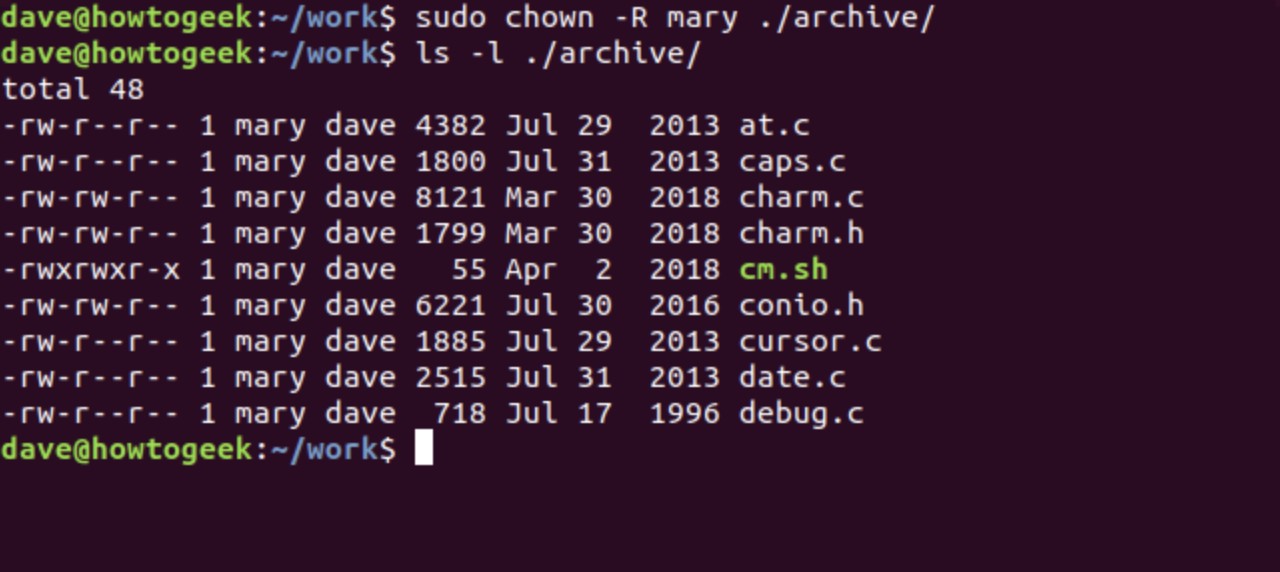 dave@howtogeek:~/work$ sudo chown -R mary ./archive/
dave@howtogeek:~/work$ ls -l ./archive/
total 48
-rw-r--r-- 1 mary dave 4382 Jul 29  2013 at.c
-rw-r--r-- 1 mary dave 1800 Jul 31  2013 caps.c
-rw-rw-r-- 1 mary dave 8121 Mar 30  2018 charm.c
-rw-rw-r-- 1 mary dave 1799 Mar 30  2018 charm.h
-rwxrwxr-x 1 mary dave   55 Apr  2  2018 cm.sh
-rw-rw-r-- 1 mary dave 6221 Jul 30  2016 conio.h
-rw-r--r-- 1 mary dave 1885 Jul 29  2013 cursor.c
-rw-r--r-- 1 mary dave 2515 Jul 31  2013 date.c
-rw-r--r-- 1 mary dave  718 Jul 17  1996 debug.c
dave@howtogeek:~/work$